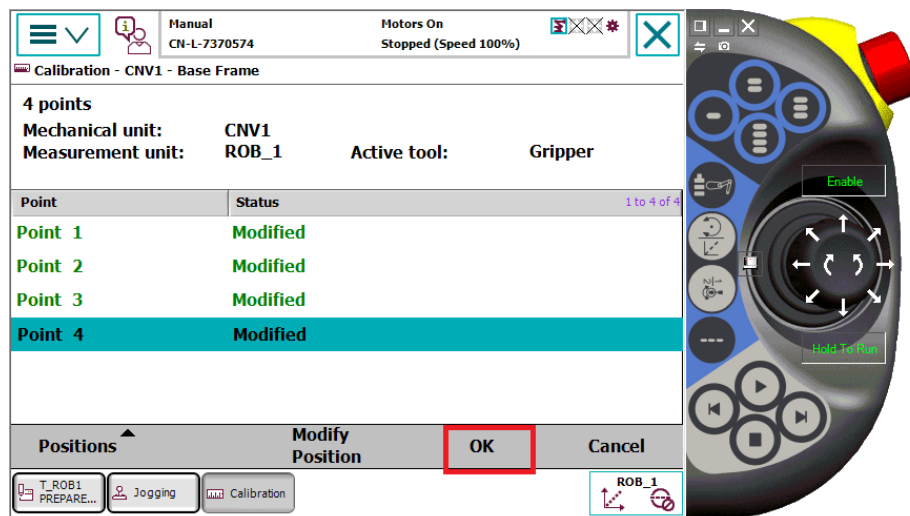 Manual
CN-L-7370574
Motors On
Stopped (Speed 100%)
Calibration - CNV1 - Base Frame
4 points
Mechanical unit: CNV1
Measurement unit: ROB_1 Active tool: Gripper
Point Status 1 to 4 of 4
Point 1 Modified
Point 2 Modified
Point 3 Modified
Point 4 Modified
Positions Modify Position OK Cancel
T_ROB1 PREPARE...
Jogging
Calibration
ROB_1
Enable
Hold To Run